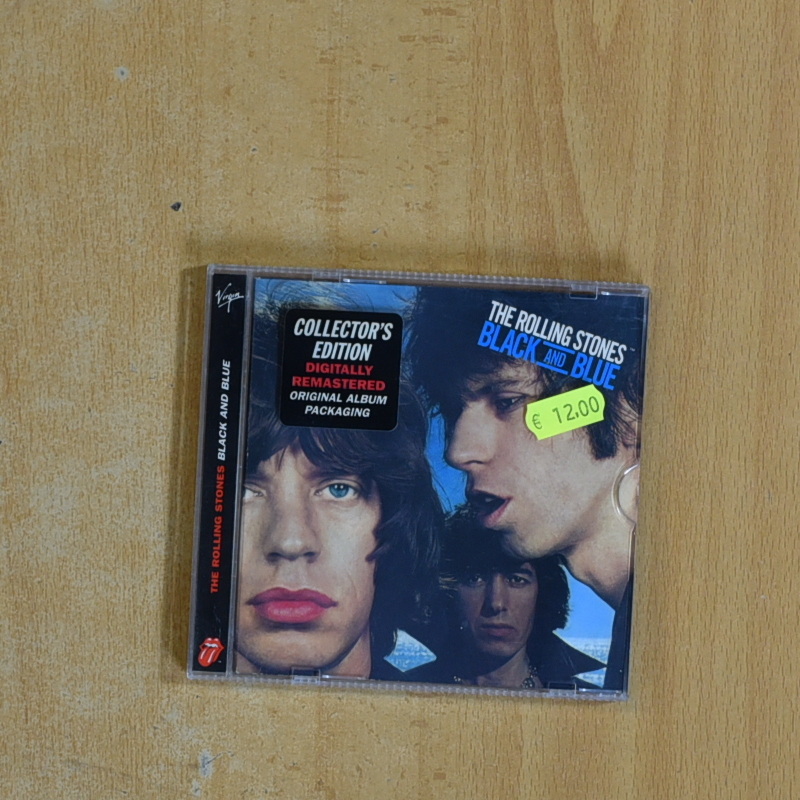 Virgin
THE ROLLING STONES BLACK AND BLUE
COLLECTOR'S
EDITION
DIGITALLY
REMASTERED
ORIGINAL ALBUM
PACKAGING
THE ROLLING STONES
BLACK AND BLUE
€ 12.00